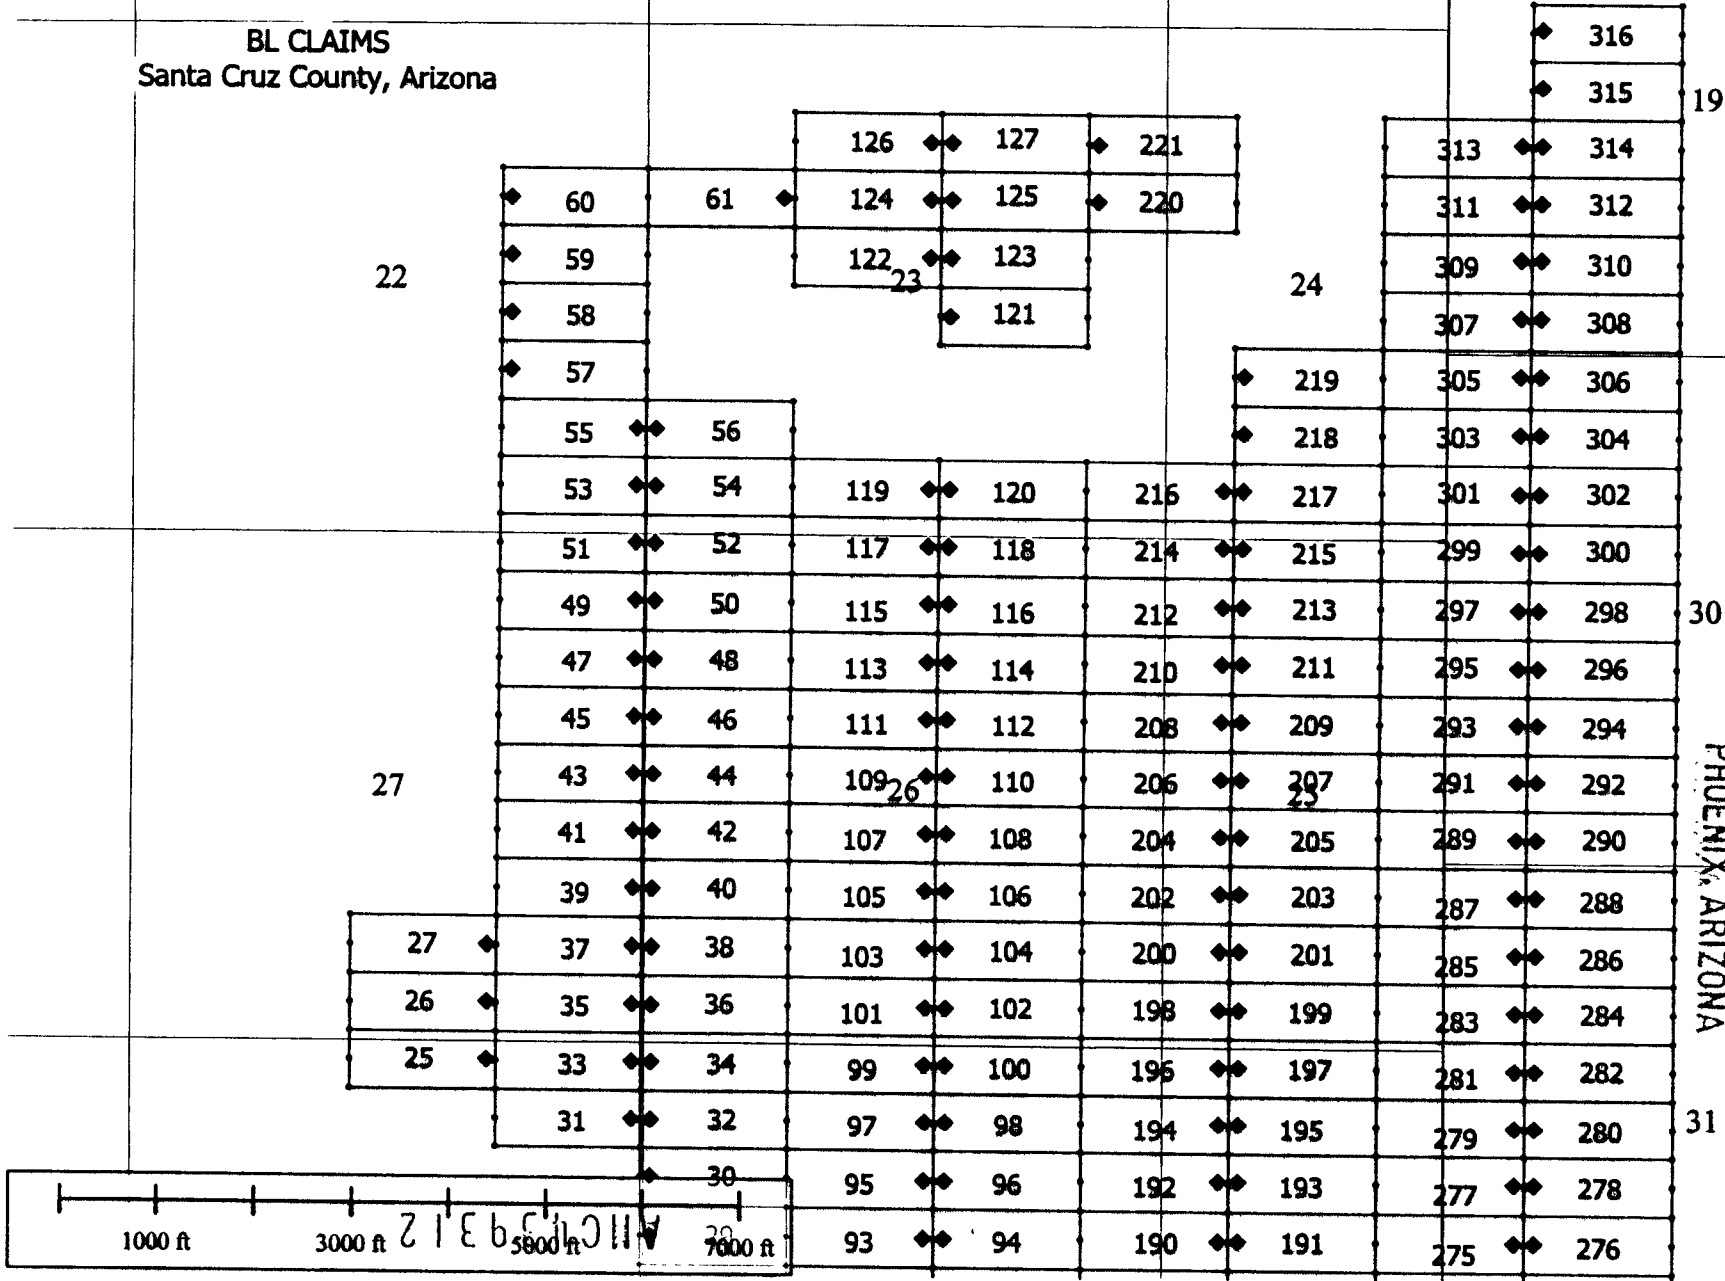 BL CLAIMS
Santa Cruz County, Arizona
316
315 19
126 127 221 313 314
60 61 124 125 220 311 312
59 122 123 309 310
22 23 24
58 121 307 308
57 219 305 306
55 56 218 303 304
53 54 119 120 216 217 301 302
51 52 117 118 214 215 299 300
49 50 115 116 212 213 297 298 30
47 48 113 114 210 211 295 296
45 46 111 112 208 209 293 294
27 43 44 109 26 110 206 207 25 291 292
41 42 107 108 204 205 289 290
39 40 105 106 202 203 287 288
27 37 38 103 104 200 201 285 286
26 35 36 101 102 198 199 283 284
25 33 34 99 100 196 197 281 282
31 32 97 98 194 195 279 280 31
30 95 96 192 193 277 278
93 94 190 191 275 276
1000 ft 3000 ft 5000 ft 7000 ft
PHOENIX, ARIZONA